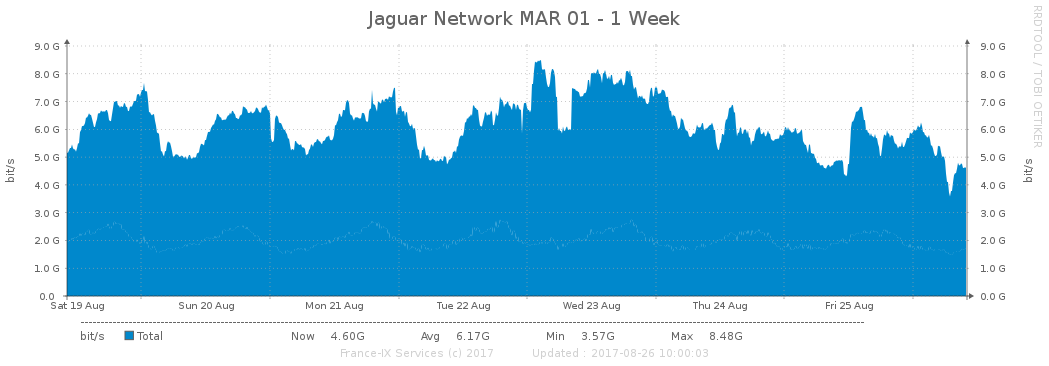 Jaguar Network MAR 01 - 1 Week
RRDTOOL / TOBI OETIKER
9.0 G 9.0 G
8.0 G 8.0 G
7.0 G 7.0 G
6.0 G 6.0 G
5.0 G 5.0 G
4.0 G 4.0 G
3.0 G 3.0 G
2.0 G 2.0 G
1.0 G 1.0 G
0.0 0.0 G
bit/s bit/s
Sat 19 Aug Sun 20 Aug Mon 21 Aug Tue 22 Aug Wed 23 Aug Thu 24 Aug Fri 25 Aug
bit/s Total Now 4.60G Avg 6.17G Min 3.57G Max 8.48G
France-IX Services (c) 2017 Updated : 2017-08-26 10:00:03